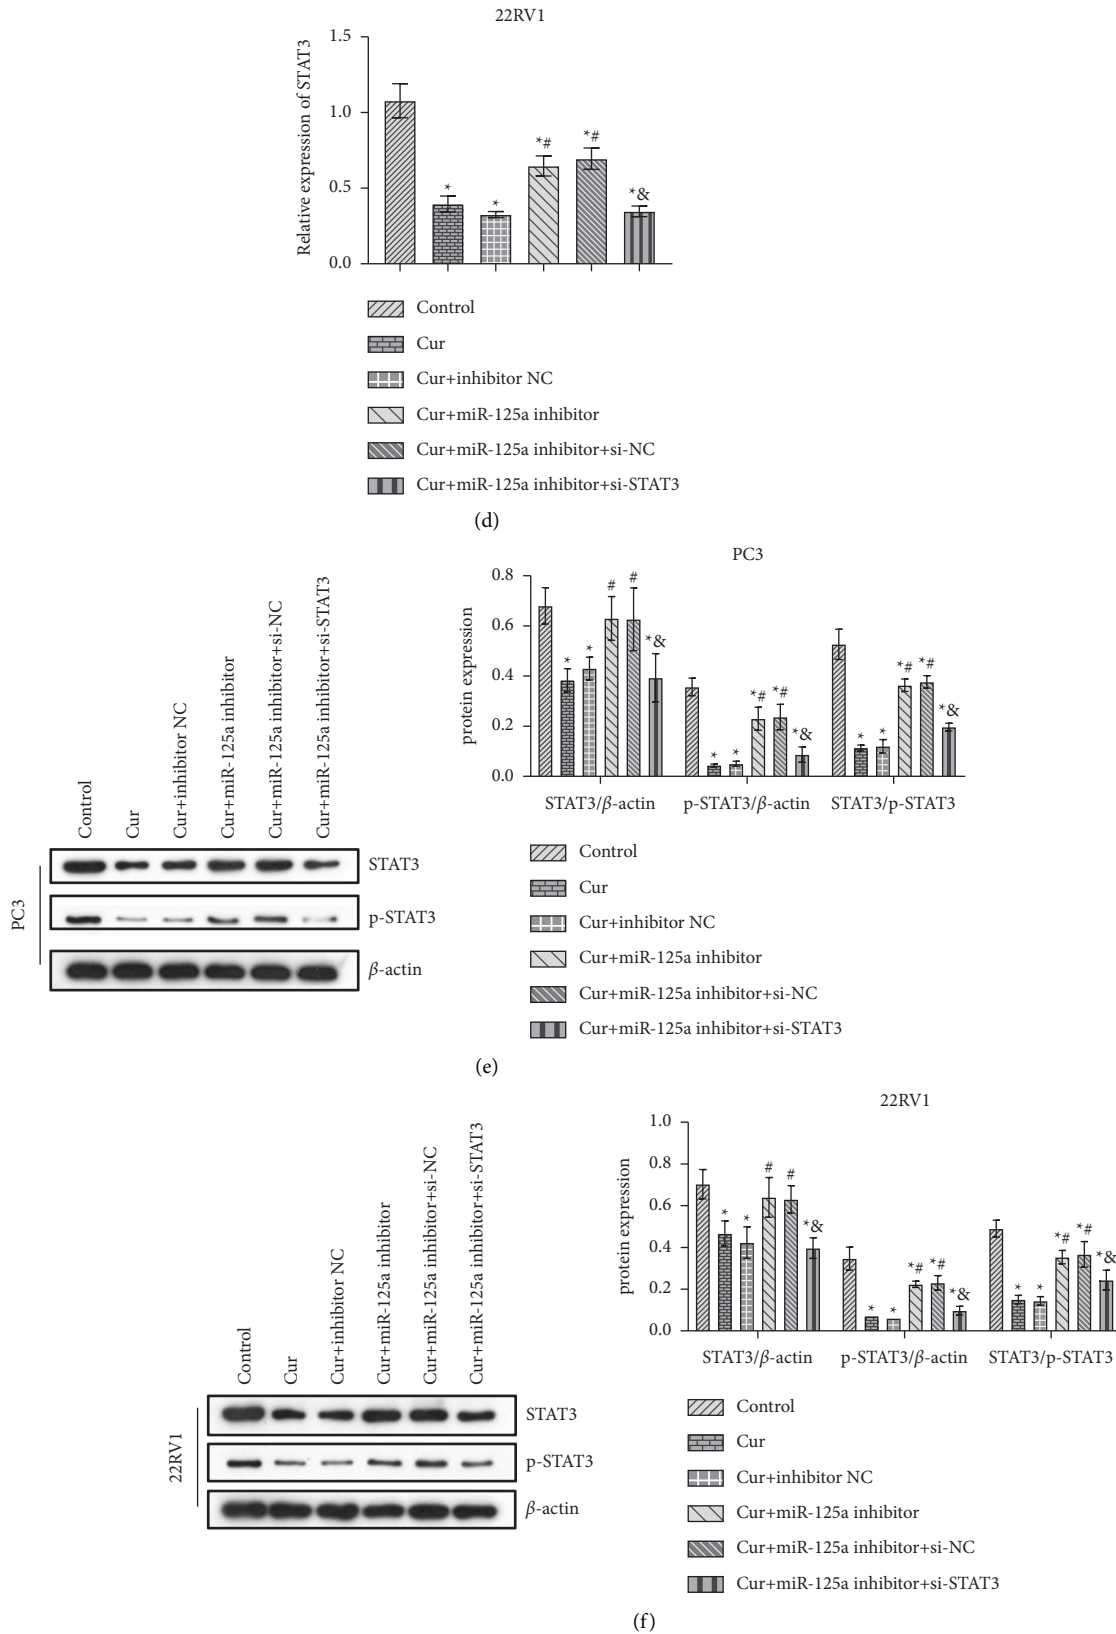 22RV1
Relative expression of STAT3
1.5
1.0
0.5
0.0
*
*
*#
*#
*&
Control
Cur
Cur+inhibitor NC
Cur+miR-125a inhibitor
Cur+miR-125a inhibitor+si-NC
Cur+miR-125a inhibitor+si-STAT3
(d)
PC3
Control
Cur
Cur+inhibitor NC
Cur+miR-125a inhibitor
Cur+miR-125a inhibitor+si-NC
Cur+miR-125a inhibitor+si-STAT3
STAT3
p-STAT3
β-actin
PC3
protein expression
0.8
0.6
0.4
0.2
0.0
*
*
#
#
*&
*
*
*#
*#
*&
*
*
*#
*#
*&
STAT3/β-actin
p-STAT3/β-actin
STAT3/p-STAT3
Control
Cur
Cur+inhibitor NC
Cur+miR-125a inhibitor
Cur+miR-125a inhibitor+si-NC
Cur+miR-125a inhibitor+si-STAT3
(e)
22RV1
Control
Cur
Cur+inhibitor NC
Cur+miR-125a inhibitor
Cur+miR-125a inhibitor+si-NC
Cur+miR-125a inhibitor+si-STAT3
STAT3
p-STAT3
β-actin
22RV1
protein expression
1.0
0.8
0.6
0.4
0.2
0.0
*
*
#
#
*&
*
*
*#
*#
*&
*
*
*#
*#
*&
STAT3/β-actin
p-STAT3/β-actin
STAT3/p-STAT3
Control
Cur
Cur+inhibitor NC
Cur+miR-125a inhibitor
Cur+miR-125a inhibitor+si-NC
Cur+miR-125a inhibitor+si-STAT3
(f)